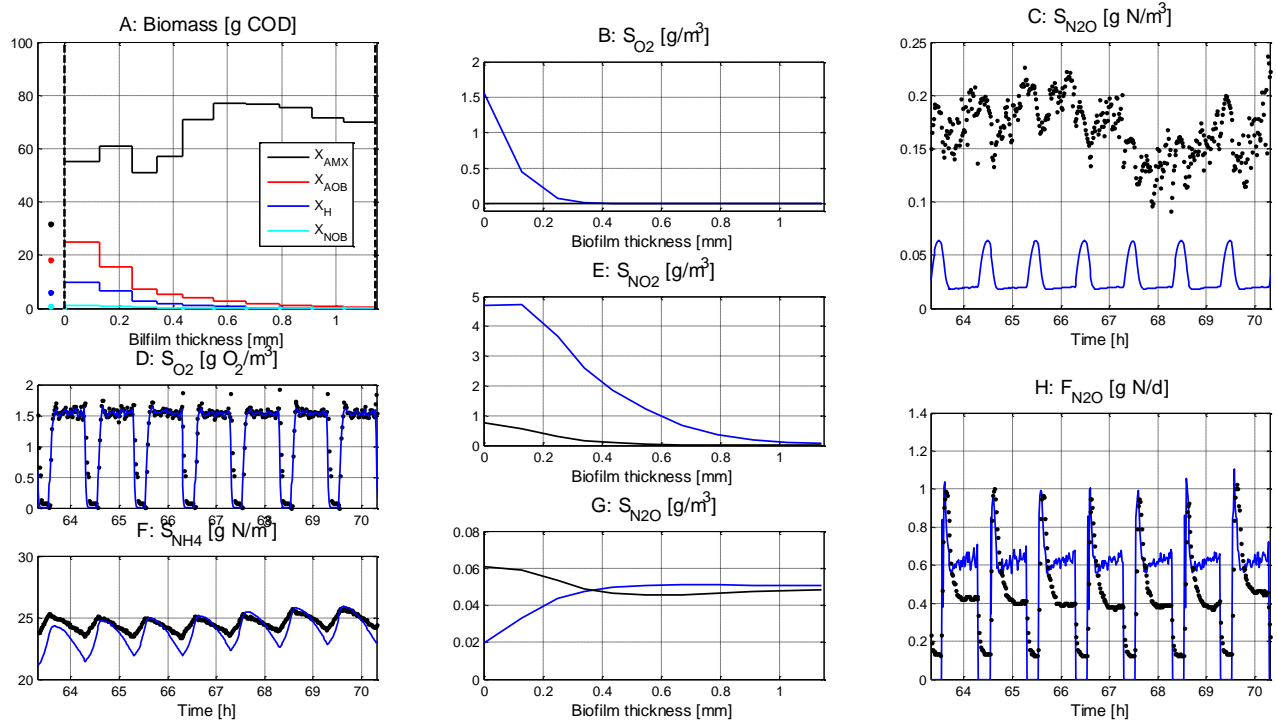 A: Biomass [g COD]
100
80
60
40
20
0
X_AMX
X_AOB
X_H
X_NOB
0 0.2 0.4 0.6 0.8 1
Bilfilm thickness [mm]
B: S_O2 [g/m³]
2
1.5
1
0.5
0
0 0.2 0.4 0.6 0.8 1
Biofilm thickness [mm]
C: S_N2O [g N/m³]
0.25
0.2
0.15
0.1
0.05
0
64 65 66 67 68 69 70
Time [h]
D: S_O2 [g O_2/m³]
2
1.5
1
0.5
0
64 65 66 67 68 69 70
E: S_NO2 [g/m³]
5
4
3
2
1
0
0 0.2 0.4 0.6 0.8 1
Biofilm thickness [mm]
F: S_NH4 [g N/m³]
30
25
20
64 65 66 67 68 69 70
Time [h]
G: S_N2O [g/m³]
0.08
0.06
0.04
0.02
0
0 0.2 0.4 0.6 0.8 1
Biofilm thickness [mm]
H: F_N2O [g N/d]
1.4
1.2
1
0.8
0.6
0.4
0.2
0
64 65 66 67 68 69 70
Time [h]